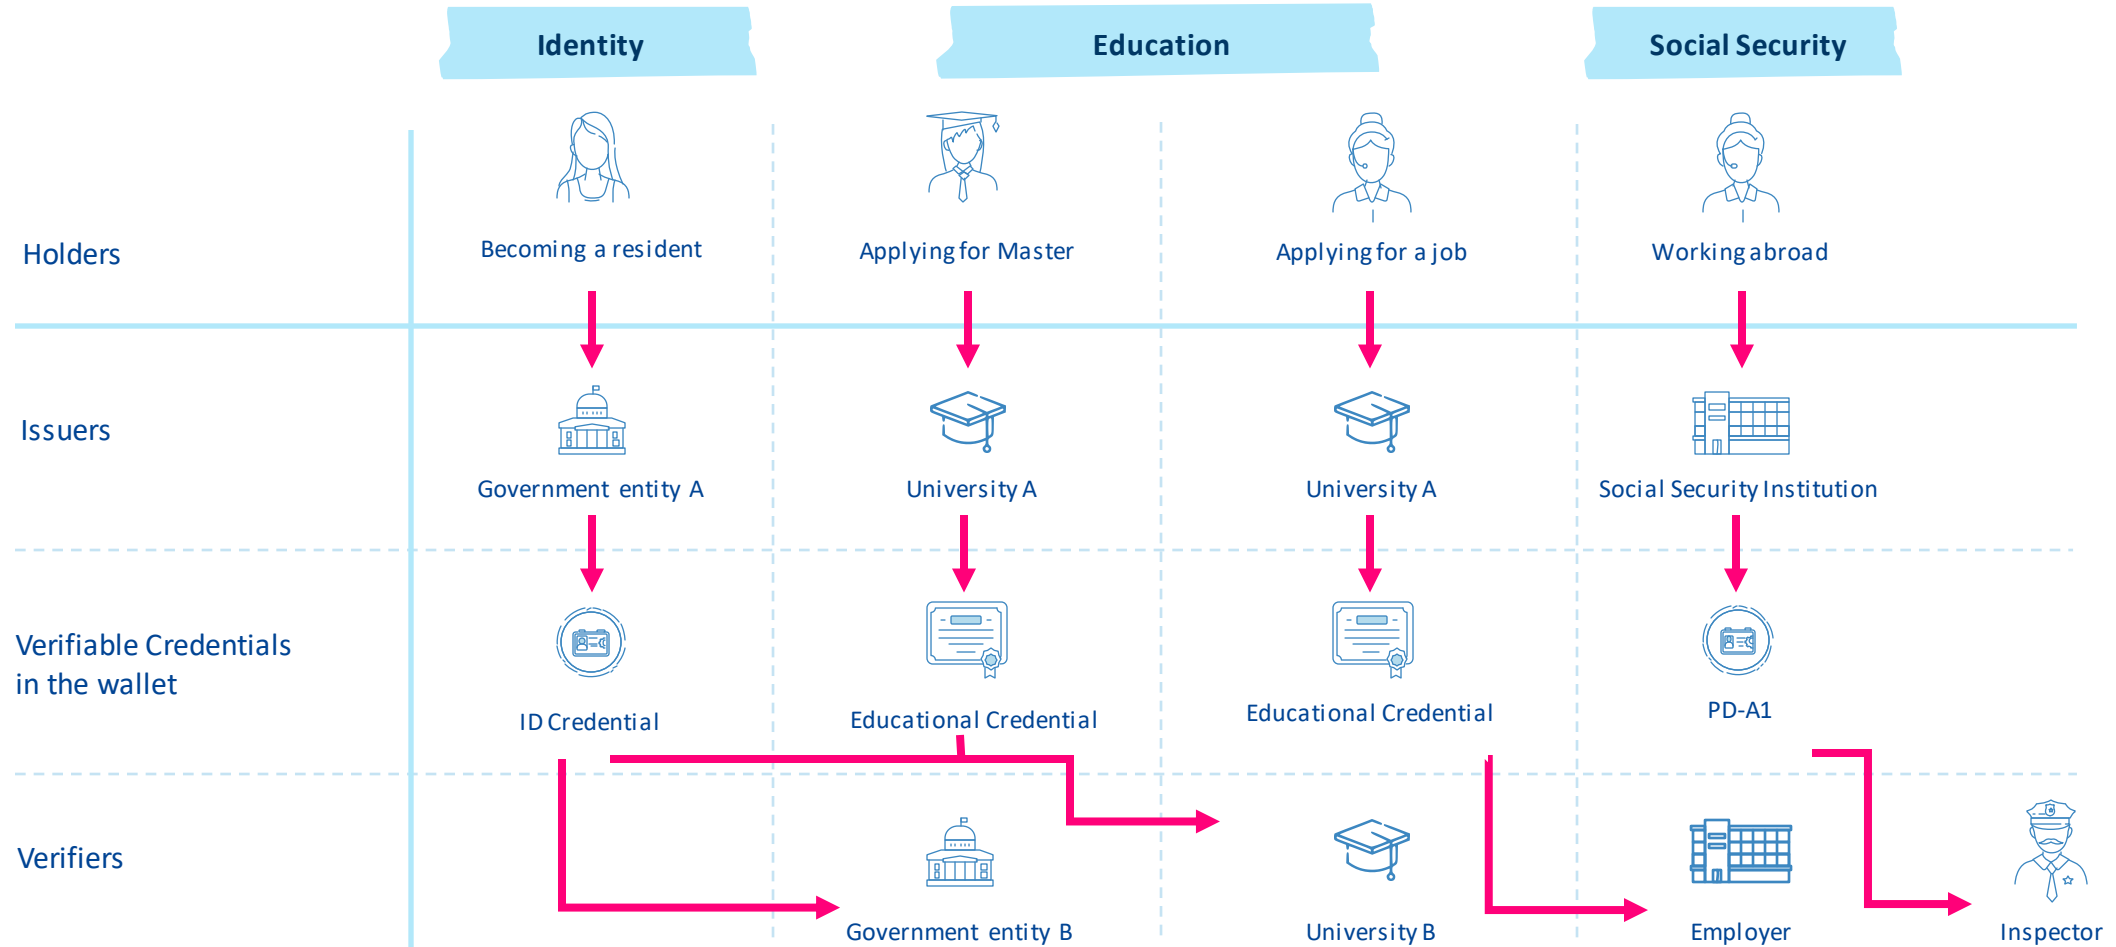 Identity
Education
Social Security
Holders
Becoming a resident
Applying for Master
Applying for a job
Working abroad
Issuers
Government entity A
University A
University A
Social Security Institution
Verifiable Credentials
in the wallet
ID Credential
Educational Credential
Educational Credential
PD-A1
Verifiers
Government entity B
University B
Employer
Inspector